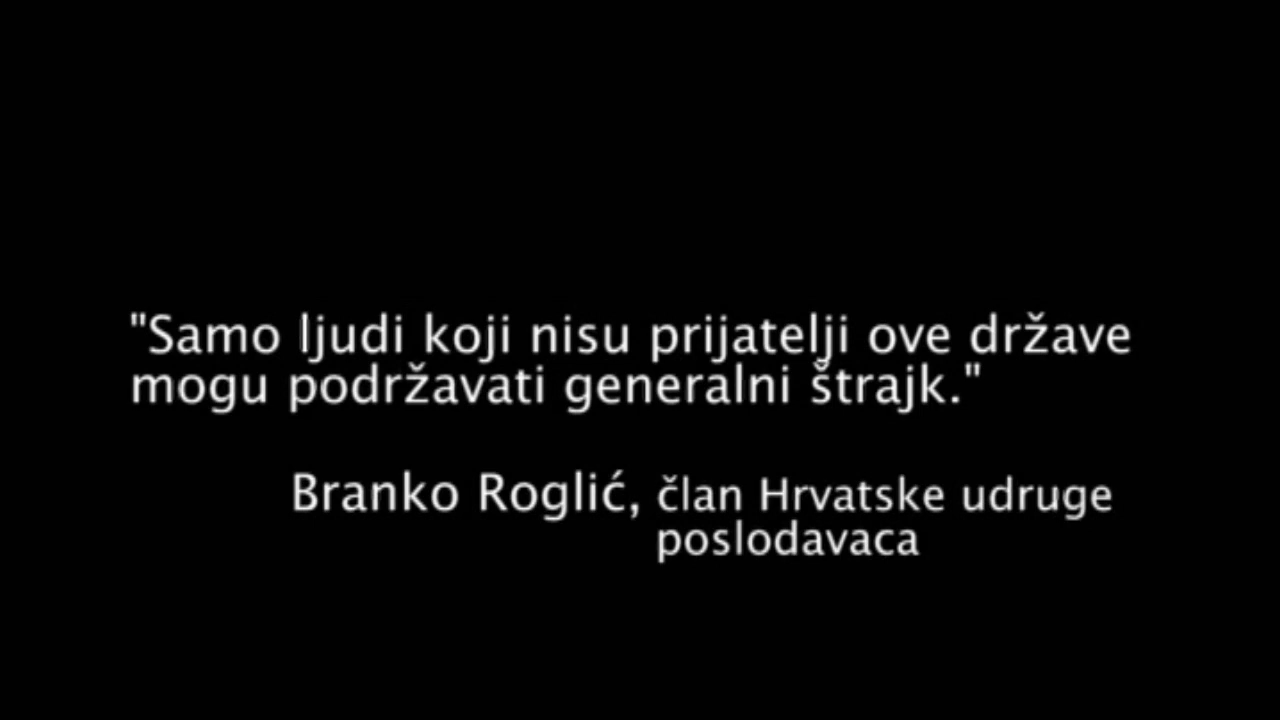 "Samo ljudi koji nisu prijatelji ove države
mogu podržavati generalni štrajk."
Branko Roglić, član Hrvatske udruge
poslodavaca